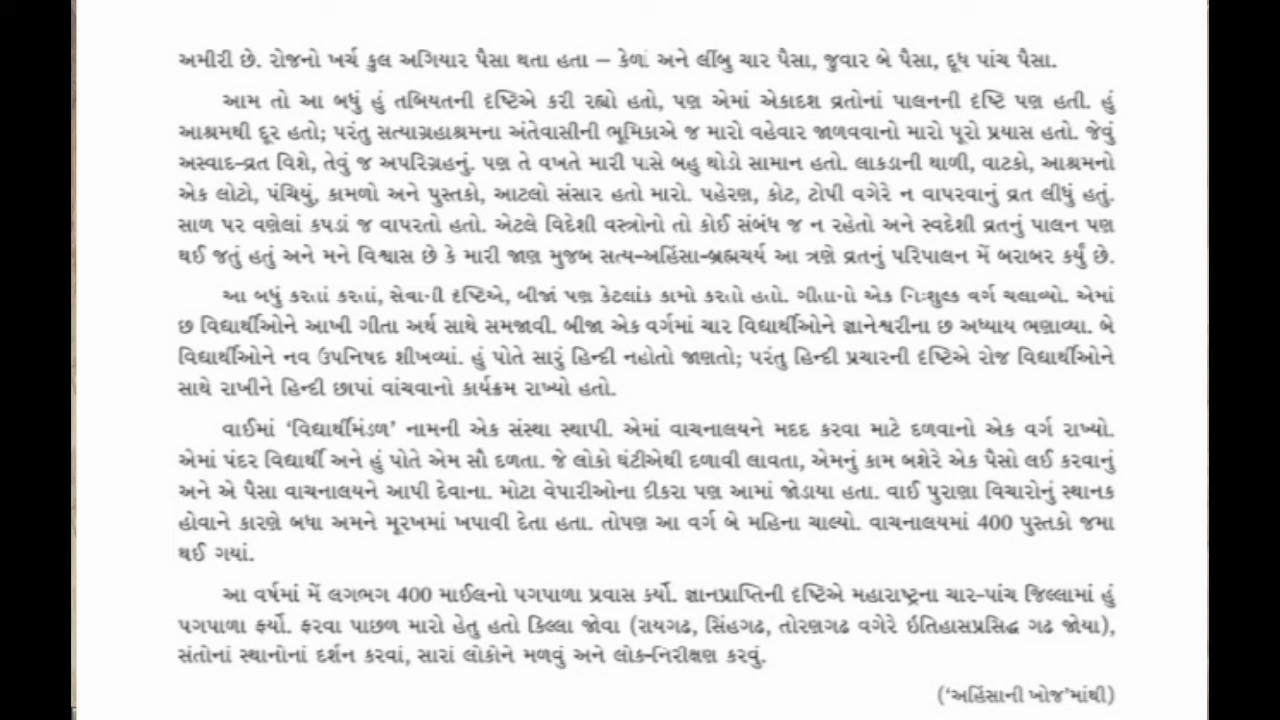 અમીરી છે. રોજનો ખર્ચ કુલ અગિયાર પૈસા થતા હતા – કેળાં અને લીંબુ ચાર પૈસા, જુવાર બે પૈસા, દૂધ પાંચ પૈસા.
આમ તો આ બધું હું તબિયતની દૃષ્ટિએ કરી રહ્યો હતો, પણ એમાં એકાદશ વ્રતોનાં પાલનની દૃષ્ટિ પણ હતી. હું
આશ્રમથી દૂર હતો; પરંતુ સત્યાગ્રહાશ્રમના અંતેવાસીની ભૂમિકાએ જ મારો વહેવાર જાળવવાનો મારો પૂરો પ્રયાસ હતો. જેવું
અસ્વાદ-વ્રત વિશે, તેવું જ અપરિગ્રહનું. પણ તે વખતે મારી પાસે બહુ થોડો સામાન હતો. લાકડાની થાળી, વાટકો, આશ્રમનો
એક લોટો, પંચિયું, કામળો અને પુસ્તકો, આટલો સંસાર હતો મારો. પહેરણ, કોટ, ટોપી વગેરે ન વાપરવાનું વ્રત લીધું હતું.
સાળ પર વણેલાં કપડાં જ વાપરતો હતો. એટલે વિદેશી વસ્ત્રોનો તો કોઈ સંબંધ જ ન રહેતો અને સ્વદેશી વ્રતનું પાલન પણ
થઈ જતું હતું અને મને વિશ્વાસ છે કે મારી જાણ મુજબ સત્ય-અહિંસા-બ્રહ્મચર્ય આ ત્રણે વ્રતનું પરિપાલન મેં બરાબર કર્યું છે.
આ બધું કરતાં કરતાં, સેવાની દૃષ્ટિએ, બીજાં પણ કેટલાંક કામો કરતો હતો. ગીતાનો એક નિઃશુલ્ક વર્ગ ચલાવ્યો. એમાં
છ વિદ્યાર્થીઓને આખી ગીતા અર્થ સાથે સમજાવી. બીજા એક વર્ગમાં ચાર વિદ્યાર્થીઓને જ્ઞાનેશ્વરીના છ અધ્યાય ભણાવ્યા. બે
વિદ્યાર્થીઓને નવ ઉપનિષદ શીખવ્યાં. હું પોતે સારું હિન્દી નહોતો જાણતો; પરંતુ હિન્દી પ્રચારની દૃષ્ટિએ રોજ વિદ્યાર્થીઓને
સાથે રાખીને હિન્દી છાપાં વાંચવાનો કાર્યક્રમ રાખ્યો હતો.
વાઈમાં ‘વિદ્યાર્થીમંડળ’ નામની એક સંસ્થા સ્થાપી. એમાં વાચનાલયને મદદ કરવા માટે દળવાનો એક વર્ગ રાખ્યો.
એમાં પંદર વિદ્યાર્થી અને હું પોતે એમ સૌ દળતા. જે લોકો ઘંટીએથી દળાવી લાવતા, એમનું કામ બશેરે એક પૈસો લઈ કરવાનું
અને એ પૈસા વાચનાલયને આપી દેવાના. મોટા વેપારીઓના દીકરા પણ આમાં જોડાયા હતા. વાઈ પુરાણા વિચારોનું સ્થાનક
હોવાને કારણે બધા અમને મૂરખમાં ખપાવી દેતા હતા. તોપણ આ વર્ગ બે મહિના ચાલ્યો. વાચનાલયમાં 400 પુસ્તકો જમા
થઈ ગયાં.
આ વર્ષમાં મેં લગભગ 400 માઈલનો પગપાળા પ્રવાસ કર્યો. જ્ઞાનપ્રાપ્તિની દૃષ્ટિએ મહારાષ્ટ્રના ચાર-પાંચ જિલ્લામાં હું
પગપાળા ફર્યો. ફરવા પાછળ મારો હેતુ હતો કિલ્લા જોવા (રાયગઢ, સિંહગઢ, તોરણગઢ વગેરે ઇતિહાસપ્રસિદ્ધ ગઢ જોયા),
સંતોનાં સ્થાનોનાં દર્શન કરવાં, સારાં લોકોને મળવું અને લોક-નિરીક્ષણ કરવું.
(‘અહિંસાની ખોજ’માંથી)